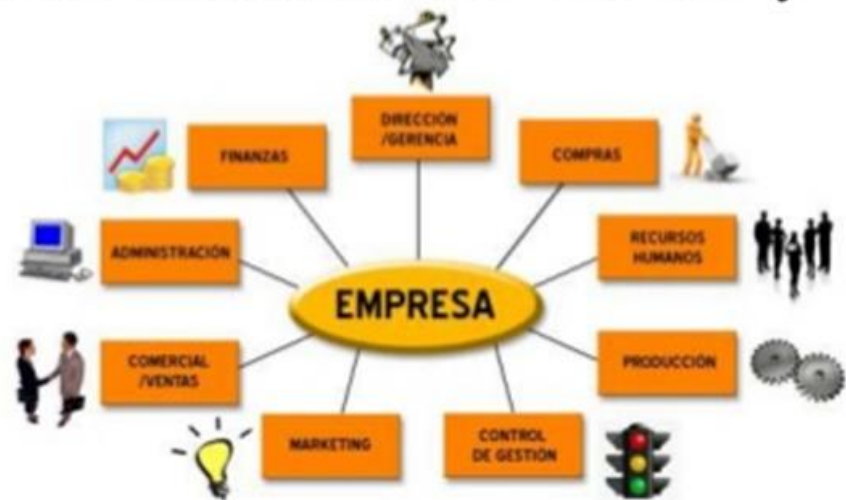 DIRECCIÓN
/GERENCIA
FINANZAS
COMPRAS
ADMINISTRACIÓN
RECURSOS
HUMANOS
EMPRESA
COMERCIAL
/VENTAS
PRODUCCIÓN
MARKETING
CONTROL
DE GESTIÓN